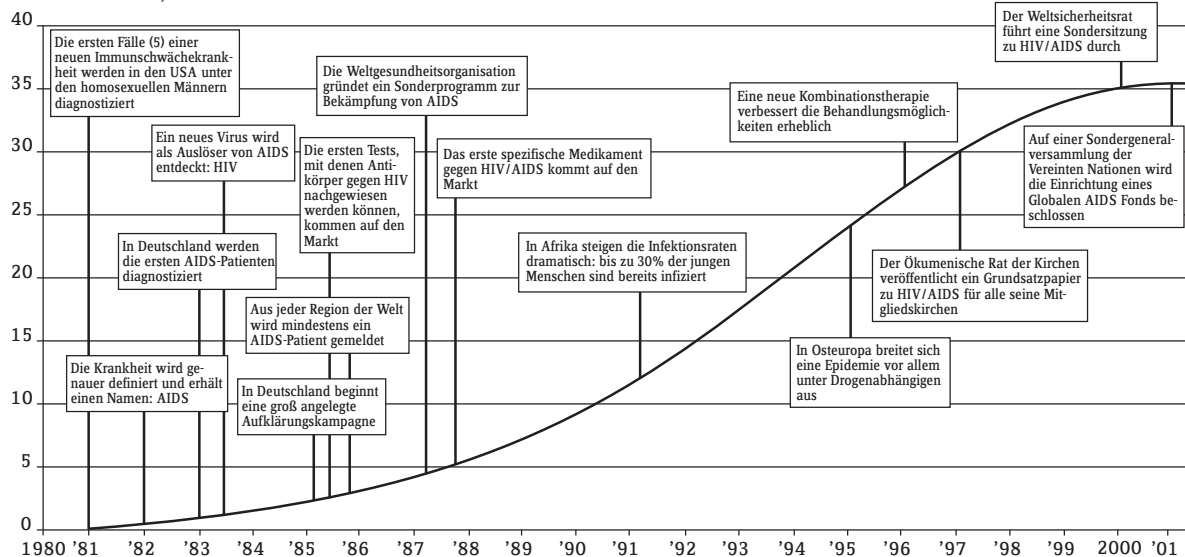 40
35
30
25
20
15
10
5
0
Die ersten Fälle (5) einer
neuen Immunschwächekrank-
heit werden in den USA unter
den homosexuellen Männern
diagnostiziert
Die Krankheit wird ge-
nauer definiert und erhält
einen Namen: AIDS
In Deutschland werden
die ersten AIDS-Patienten
diagnostiziert
Ein neues Virus wird
als Auslöser von AIDS
entdeckt: HIV
In Deutschland beginnt
eine groß angelegte
Aufklärungskampagne
Die ersten Tests,
mit denen Anti-
körper gegen HIV
nachgewiesen
werden können,
kommen auf den
Markt
Aus jeder Region der Welt
wird mindestens ein
AIDS-Patient gemeldet
Die Weltgesundheitsorganisation
gründet ein Sonderprogramm zur
Bekämpfung von AIDS
Das erste spezifische Medikament
gegen HIV/AIDS kommt auf den
Markt
In Afrika steigen die Infektionsraten
dramatisch: bis zu 30% der jungen
Menschen sind bereits infiziert
In Osteuropa breitet sich
eine Epidemie vor allem
unter Drogenabhängigen
aus
Eine neue Kombinationstherapie
verbessert die Behandlungsmöglich-
keiten erheblich
Der Ökumenische Rat der Kirchen
veröffentlicht ein Grundsatzpapier
zu HIV/AIDS für alle seine Mit-
gliedskirchen
Der Weltsicherheitsrat
führt eine Sondersitzung
zu HIV/AIDS durch
Auf einer Sondergeneral-
versammlung der
Vereinten Nationen wird
die Einrichtung eines
Globalen AIDS Fonds be-
schlossen
1980 '81 '82 '83 '84 '85 '86 '87 '88 '89 '90 '91 '92 '93 '94 '95 '96 '97 '98 '99 2000 '01